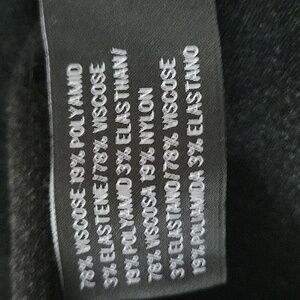 78% VISCOSE 19% POLYAMID
3% ELASTENE/78% VISCOSE
19% POLYAMID 3% ELASTHAN/
78% VISCOSA 19% NYLON
3% ELASTANO/78% VISCOSE
19% POLIAMIDA 3% ELASTANO